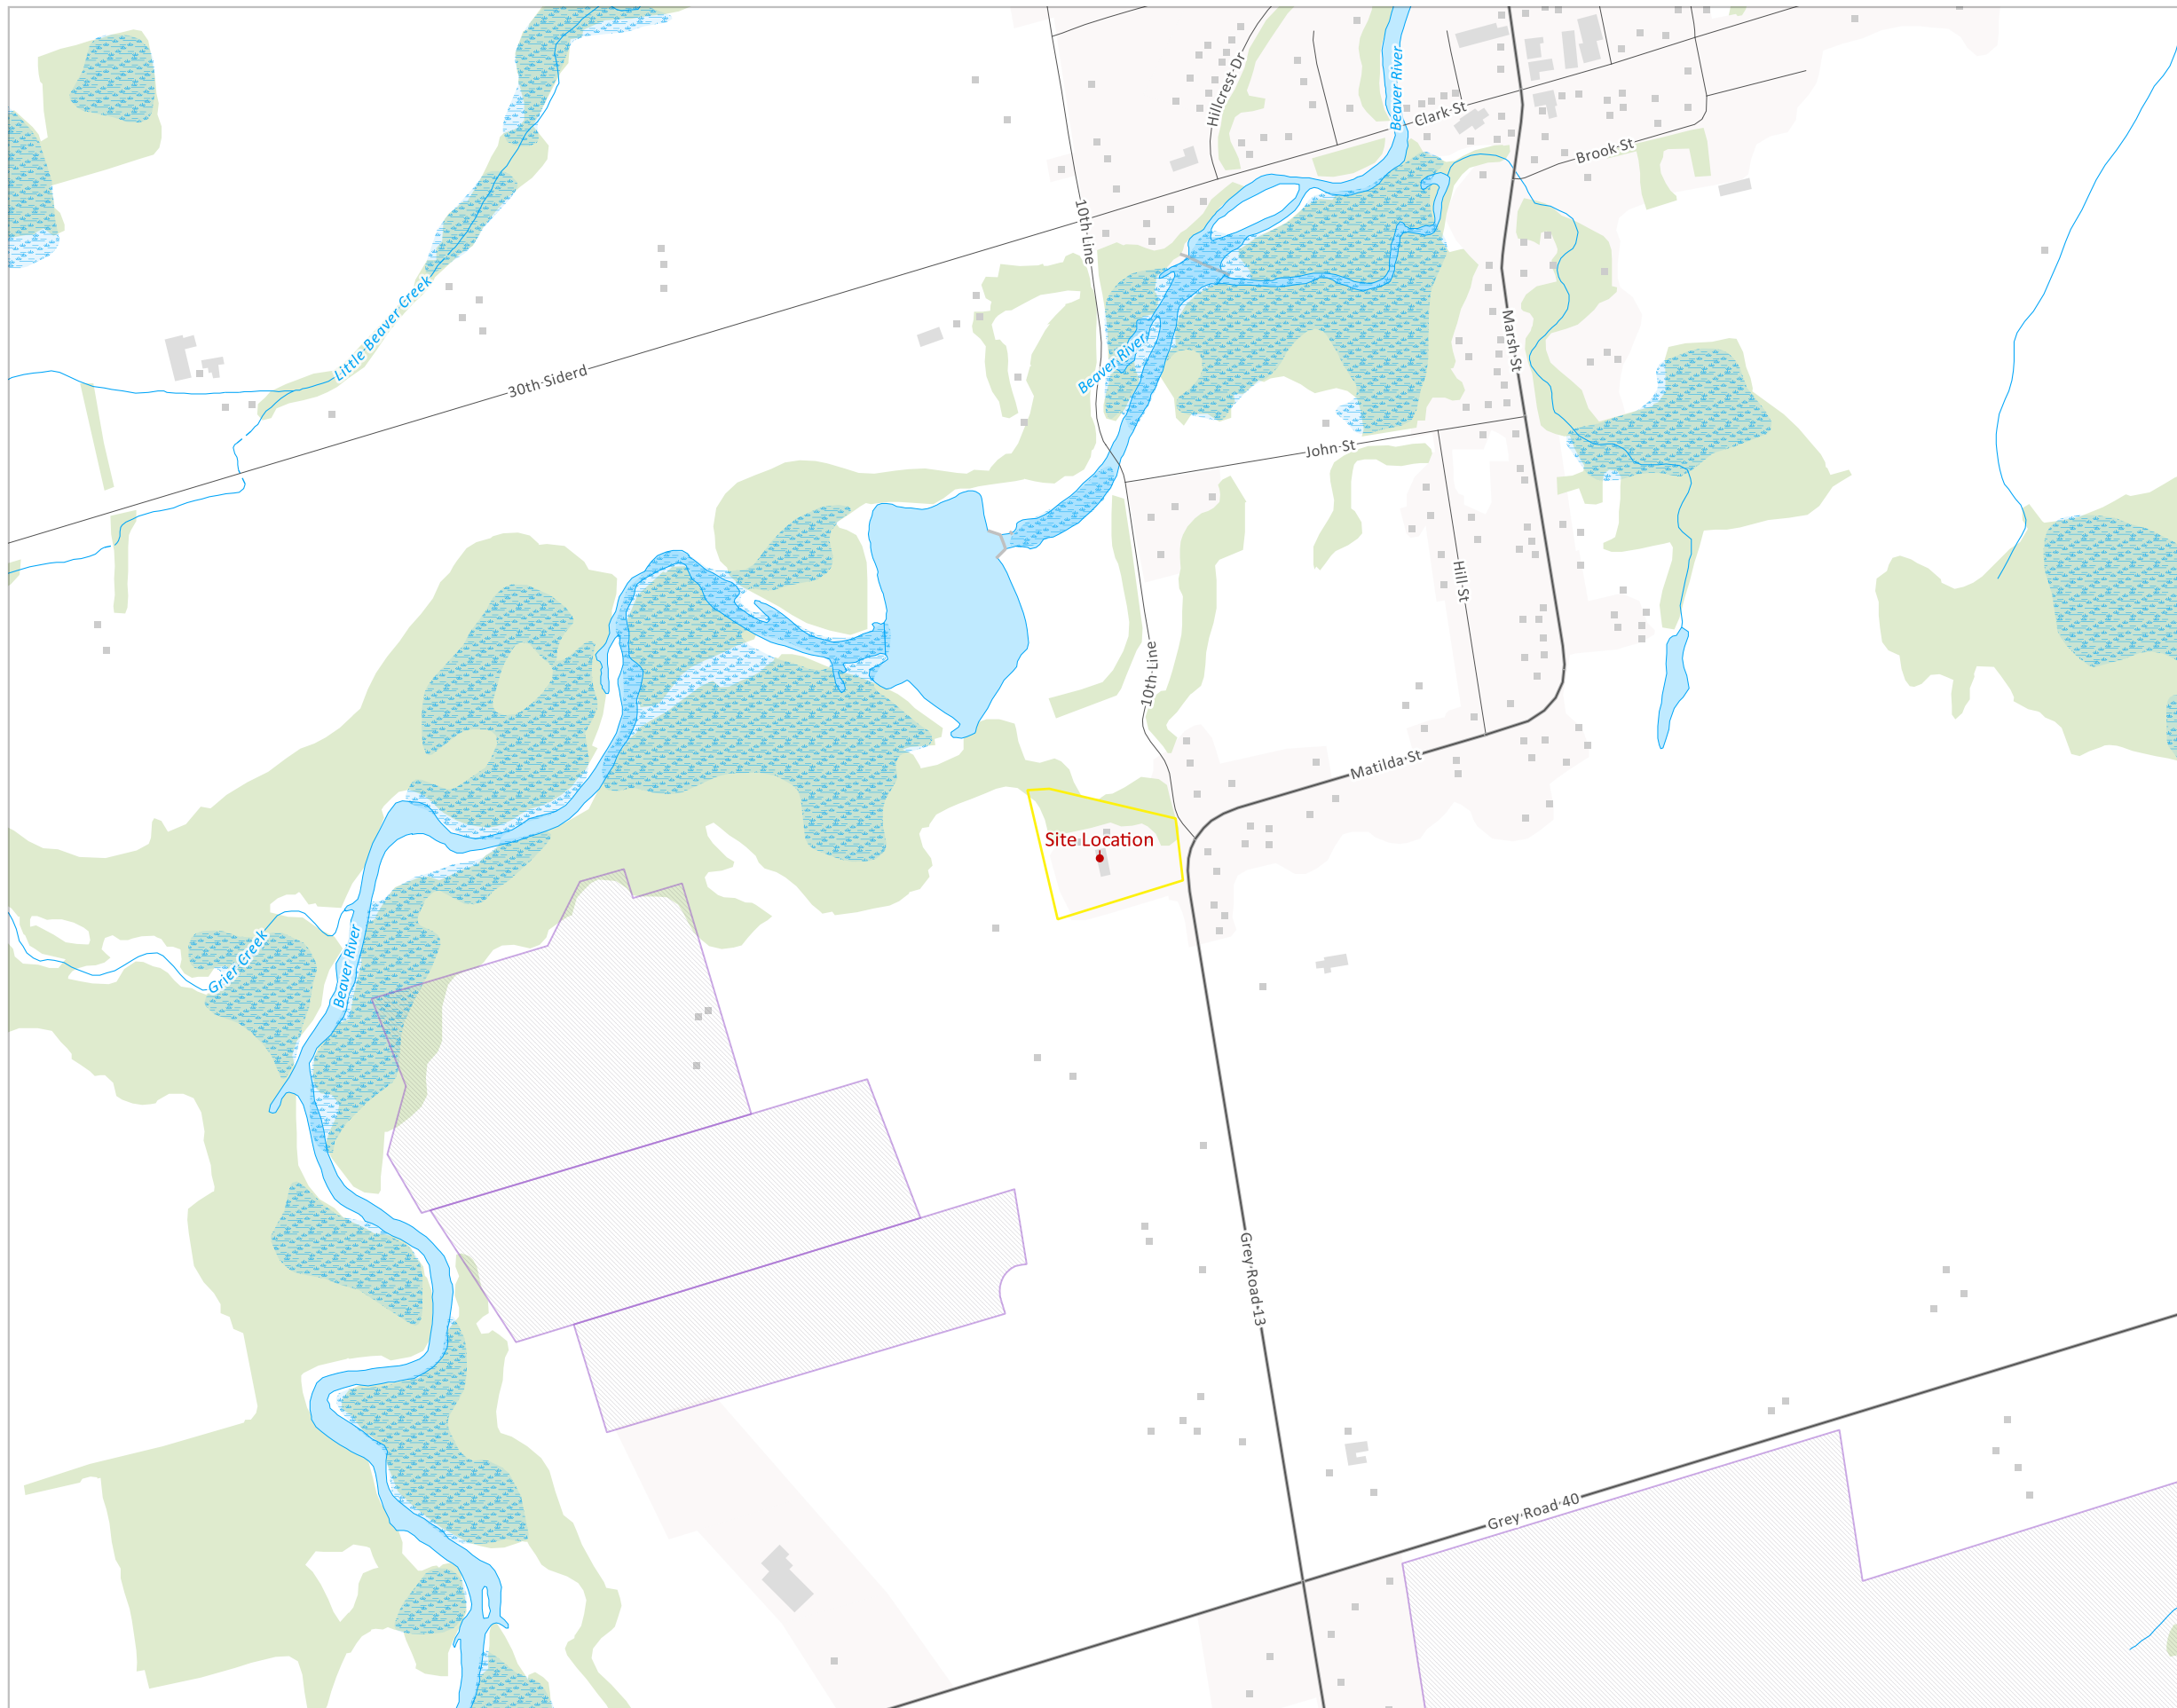 Beaver River
Hillcrest Dr
Clark St
Brook St
10th Line
Little Beaver Creek
Marsh St
Beaver River
30th Siderd
John St
Hill St
10th Line
Matilda St
Site Location
Grier Creek
Beaver River
Grey Road 13
Grey Road 40